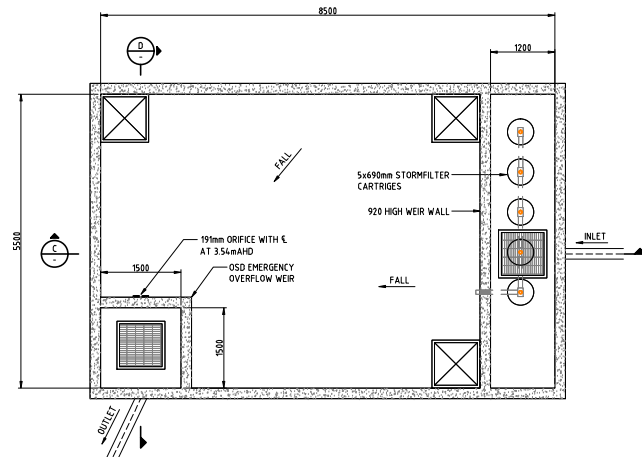 8500
D
-
1200
FALL
5x690mm STORMFILTER
CARTRIGES
920 HIGH WEIR WALL
5500
C
-
191mm ORIFICE WITH ℄
AT 3.54mAHD
INLET
1500
OSD EMERGENCY
OVERFLOW WEIR
FALL
1500
OUTLET